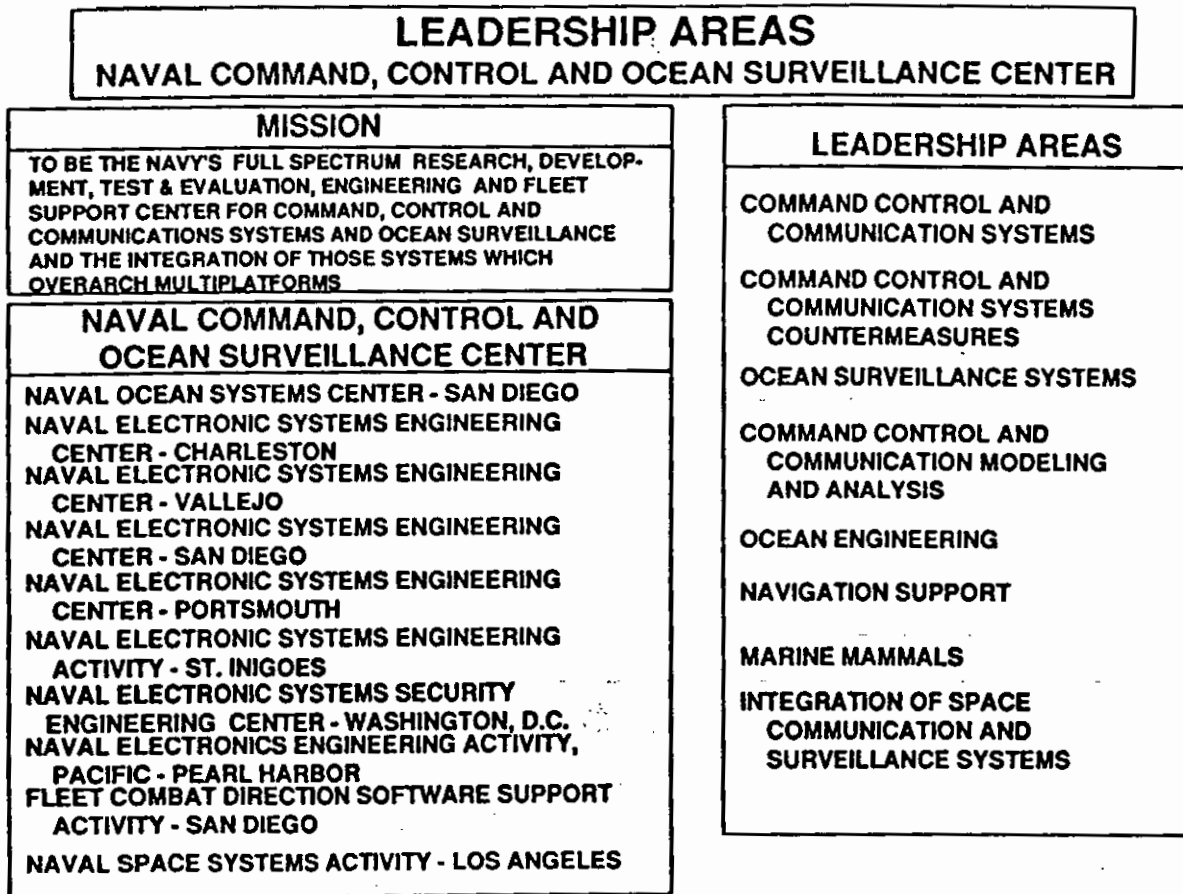 LEADERSHIP AREAS
NAVAL COMMAND, CONTROL AND OCEAN SURVEILLANCE CENTER
MISSION
TO BE THE NAVY'S FULL SPECTRUM RESEARCH, DEVELOP-
MENT, TEST & EVALUATION, ENGINEERING AND FLEET
SUPPORT CENTER FOR COMMAND, CONTROL AND
COMMUNICATIONS SYSTEMS AND OCEAN SURVEILLANCE
AND THE INTEGRATION OF THOSE SYSTEMS WHICH
OVERARCH MULTIPLATFORMS
NAVAL COMMAND, CONTROL AND
OCEAN SURVEILLANCE CENTER
NAVAL OCEAN SYSTEMS CENTER - SAN DIEGO
NAVAL ELECTRONIC SYSTEMS ENGINEERING
CENTER - CHARLESTON
NAVAL ELECTRONIC SYSTEMS ENGINEERING
CENTER - VALLEJO
NAVAL ELECTRONIC SYSTEMS ENGINEERING
CENTER - SAN DIEGO
NAVAL ELECTRONIC SYSTEMS ENGINEERING
CENTER - PORTSMOUTH
NAVAL ELECTRONIC SYSTEMS ENGINEERING
ACTIVITY - ST. INIGOES
NAVAL ELECTRONIC SYSTEMS SECURITY
ENGINEERING CENTER - WASHINGTON, D.C.
NAVAL ELECTRONICS ENGINEERING ACTIVITY,
PACIFIC - PEARL HARBOR
FLEET COMBAT DIRECTION SOFTWARE SUPPORT
ACTIVITY - SAN DIEGO
NAVAL SPACE SYSTEMS ACTIVITY - LOS ANGELES
LEADERSHIP AREAS
COMMAND CONTROL AND
COMMUNICATION SYSTEMS
COMMAND CONTROL AND
COMMUNICATION SYSTEMS
COUNTERMEASURES
OCEAN SURVEILLANCE SYSTEMS
COMMAND CONTROL AND
COMMUNICATION MODELING
AND ANALYSIS
OCEAN ENGINEERING
NAVIGATION SUPPORT
MARINE MAMMALS
INTEGRATION OF SPACE
COMMUNICATION AND
SURVEILLANCE SYSTEMS